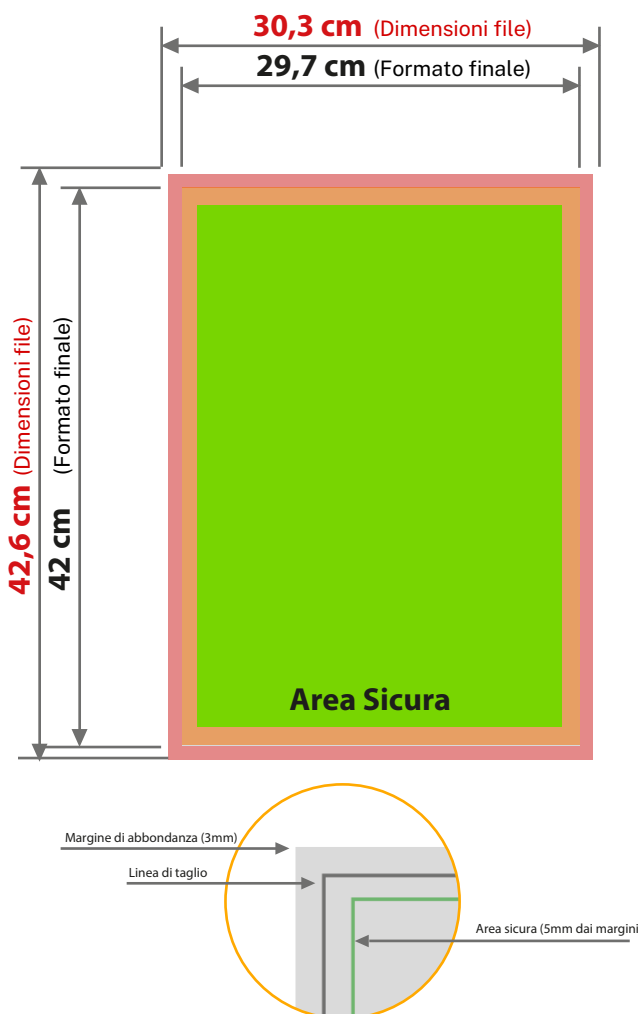 30,3 cm (Dimensioni file)
29,7 cm (Formato finale)
42,6 cm (Dimensioni file)
42 cm (Formato finale)
Area Sicura
Margine di abbondanza (3mm)
Linea di taglio
Area sicura (5mm dai margini